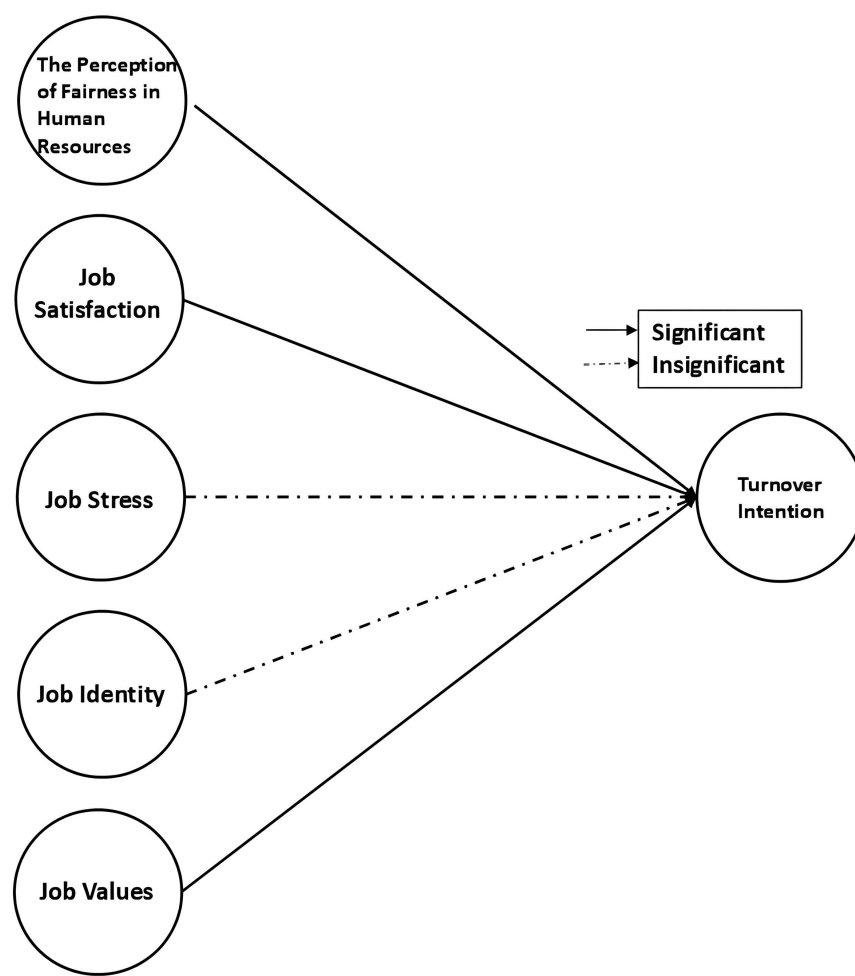 The Perception
of Fairness in
Human
Resources
Job
Satisfaction
Significant
Insignificant
Job Stress
Turnover
Intention
Job Identity
Job Values